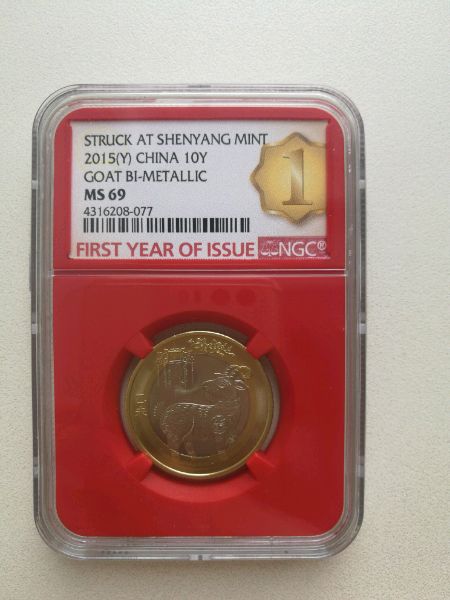 STRUCK AT SHENYANG MINT
2015(Y) CHINA 10Y
GOAT BI-METALLIC
MS 69
4316208-077
1
FIRST YEAR OF ISSUE NGC®